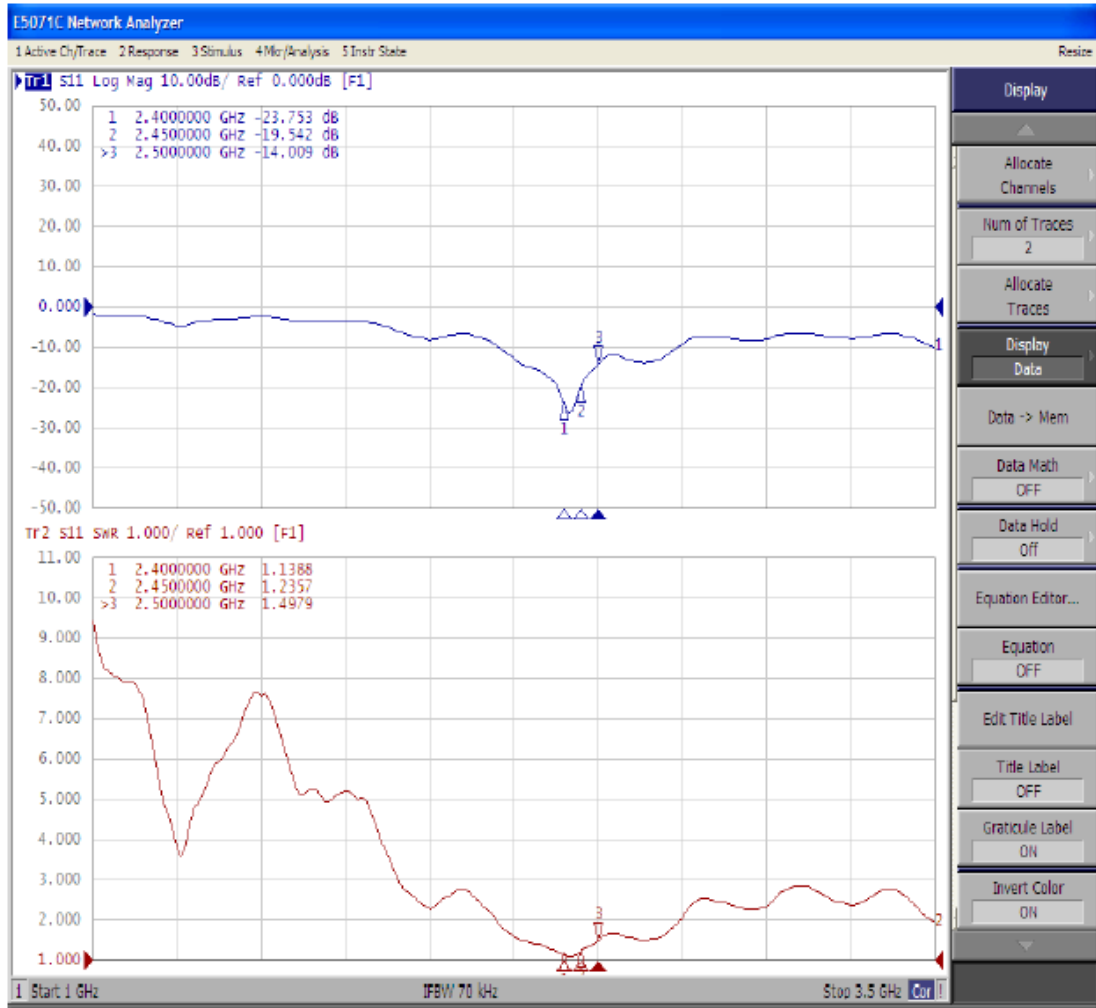 E5071C Network Analyzer
1 Active Ch/Trace 2 Response 3 Stimulus 4 Mkr/Analysis 5 Instr State
Resize
Tr1 S11 Log Mag 10.00dB/ Ref 0.000dB [F1]
50.00
1 2.4000000 GHz -23.753 dB
2 2.4500000 GHz -19.542 dB
>3 2.5000000 GHz -14.009 dB
40.00
30.00
20.00
10.00
0.000
-10.00
-20.00
-30.00
-40.00
-50.00
3
1
2
1
Tr2 S11 SWR 1.000/ Ref 1.000 [F1]
11.00
1 2.4000000 GHz 1.1388
2 2.4500000 GHz 1.2357
>3 2.5000000 GHz 1.4979
10.00
9.000
8.000
7.000
6.000
5.000
4.000
3.000
2.000
1.000
3
2
1 Start 1 GHz
IFBW 70 kHz
Stop 3.5 GHz Cor !
Display
Allocate
Channels
Num of Traces
2
Allocate
Traces
Display
Data
Data -> Mem
Data Math
OFF
Data Hold
Off
Equation Editor...
Equation
OFF
Edit Title Label
Title Label
OFF
Graticule Label
ON
Invert Color
ON